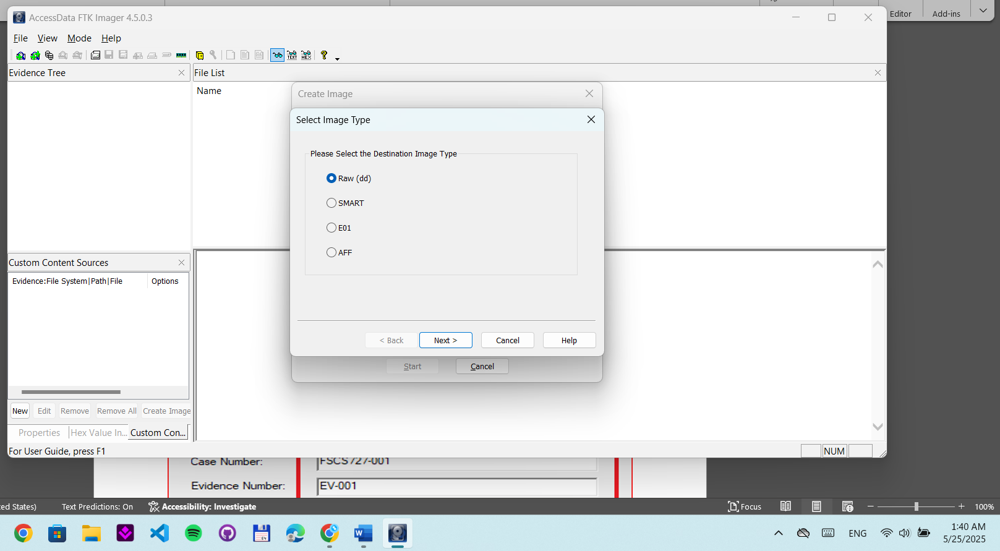 Editor
Add-ins
AccessData FTK Imager 4.5.0.3
File View Mode Help
TEXT HEX
Evidence Tree
File List
Name
Create Image
Select Image Type
Please Select the Destination Image Type
Raw (dd)
SMART
E01
AFF
< Back Next > Cancel Help
Start Cancel
Custom Content Sources
Evidence:File System|Path|File Options
New Edit Remove Remove All Create Image
Properties Hex Value In... Custom Con...
For User Guide, press F1
NUM
Case Number: FSCS727-001
Evidence Number: EV-001
ed States) Text Predictions: On Accessibility: Investigate Focus 100%
ENG
1:40 AM
5/25/2025